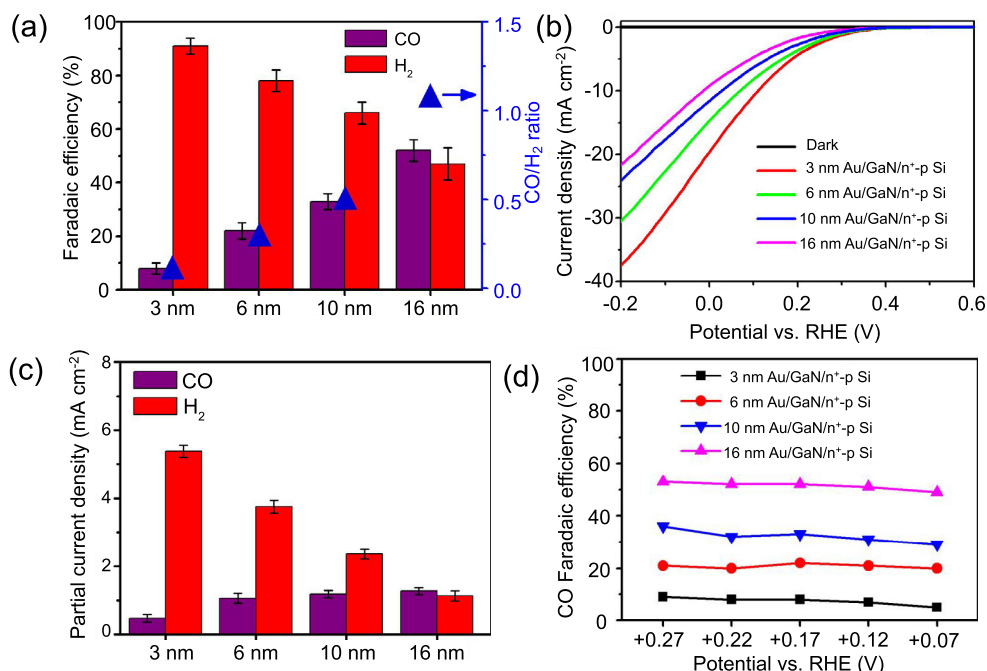 (a)
Faradaic efficiency (%)
100
80
60
40
20
0
CO
H₂
1.5
1.0
0.5
0.0
CO/H₂ ratio
3 nm 6 nm 10 nm 16 nm
(b)
Current density (mA cm⁻²)
0
-10
-20
-30
-40
Dark
3 nm Au/GaN/n⁺-p Si
6 nm Au/GaN/n⁺-p Si
10 nm Au/GaN/n⁺-p Si
16 nm Au/GaN/n⁺-p Si
-0.2 0.0 0.2 0.4 0.6
Potential vs. RHE (V)
(c)
Partial current density (mA cm⁻²)
8
6
4
2
0
CO
H₂
3 nm 6 nm 10 nm 16 nm
(d)
CO Faradaic efficiency (%)
100
80
60
40
20
0
3 nm Au/GaN/n⁺-p Si
6 nm Au/GaN/n⁺-p Si
10 nm Au/GaN/n⁺-p Si
16 nm Au/GaN/n⁺-p Si
+0.27 +0.22 +0.17 +0.12 +0.07
Potential vs. RHE (V)